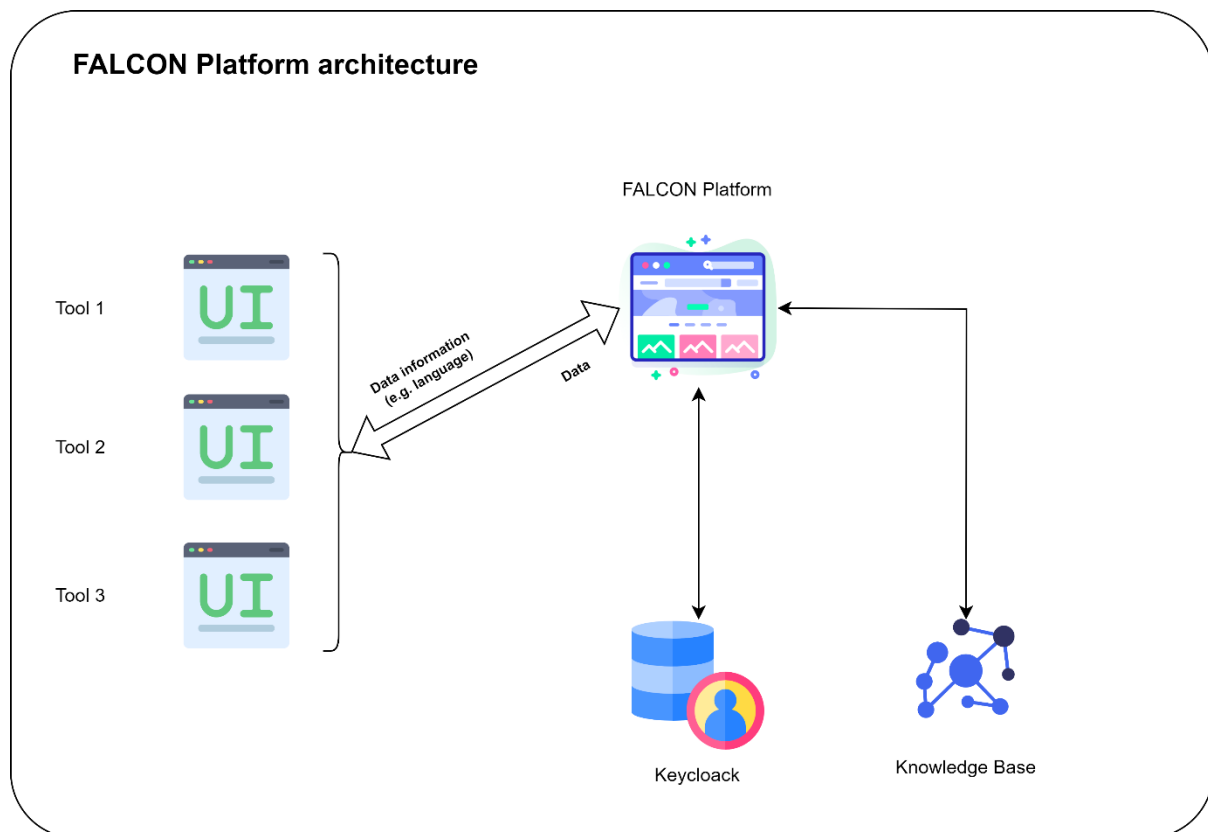 FALCON Platform architecture
FALCON Platform
Tool 1
UI
Data information
(e.g. language)
Data
Tool 2
UI
Tool 3
UI
Keycloack
Knowledge Base